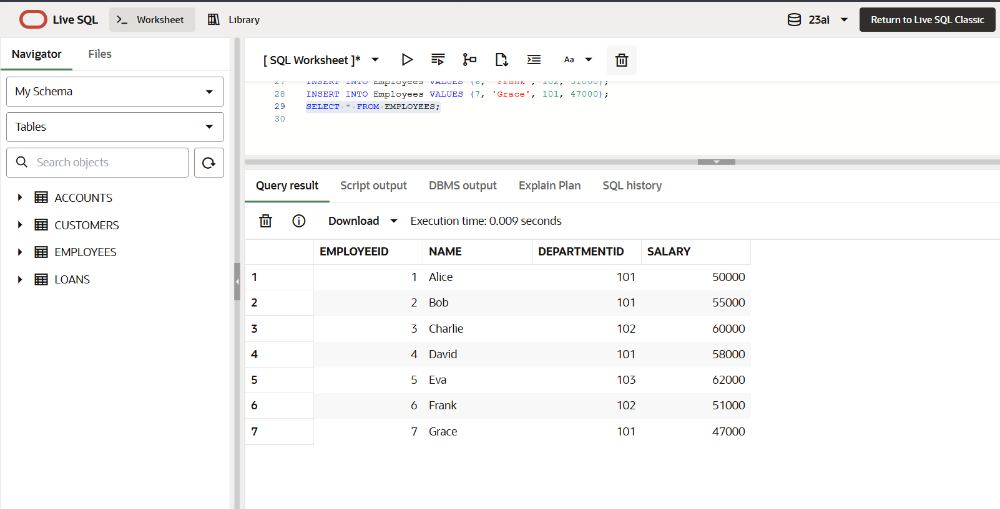 Live SQL Worksheet Library 23ai Return to Live SQL Classic
Navigator Files
My Schema
Tables
Search objects
ACCOUNTS
CUSTOMERS
EMPLOYEES
LOANS
[ SQL Worksheet ]* Aa
27 INSERT INTO Employees VALUES (6, 'Frank', 102, 51000);
28 INSERT INTO Employees VALUES (7, 'Grace', 101, 47000);
29 SELECT * FROM EMPLOYEES;
30
Query result Script output DBMS output Explain Plan SQL history
Download Execution time: 0.009 seconds
EMPLOYEEID NAME DEPARTMENTID SALARY
1 1 Alice 101 50000
2 2 Bob 101 55000
3 3 Charlie 102 60000
4 4 David 101 58000
5 5 Eva 103 62000
6 6 Frank 102 51000
7 7 Grace 101 47000